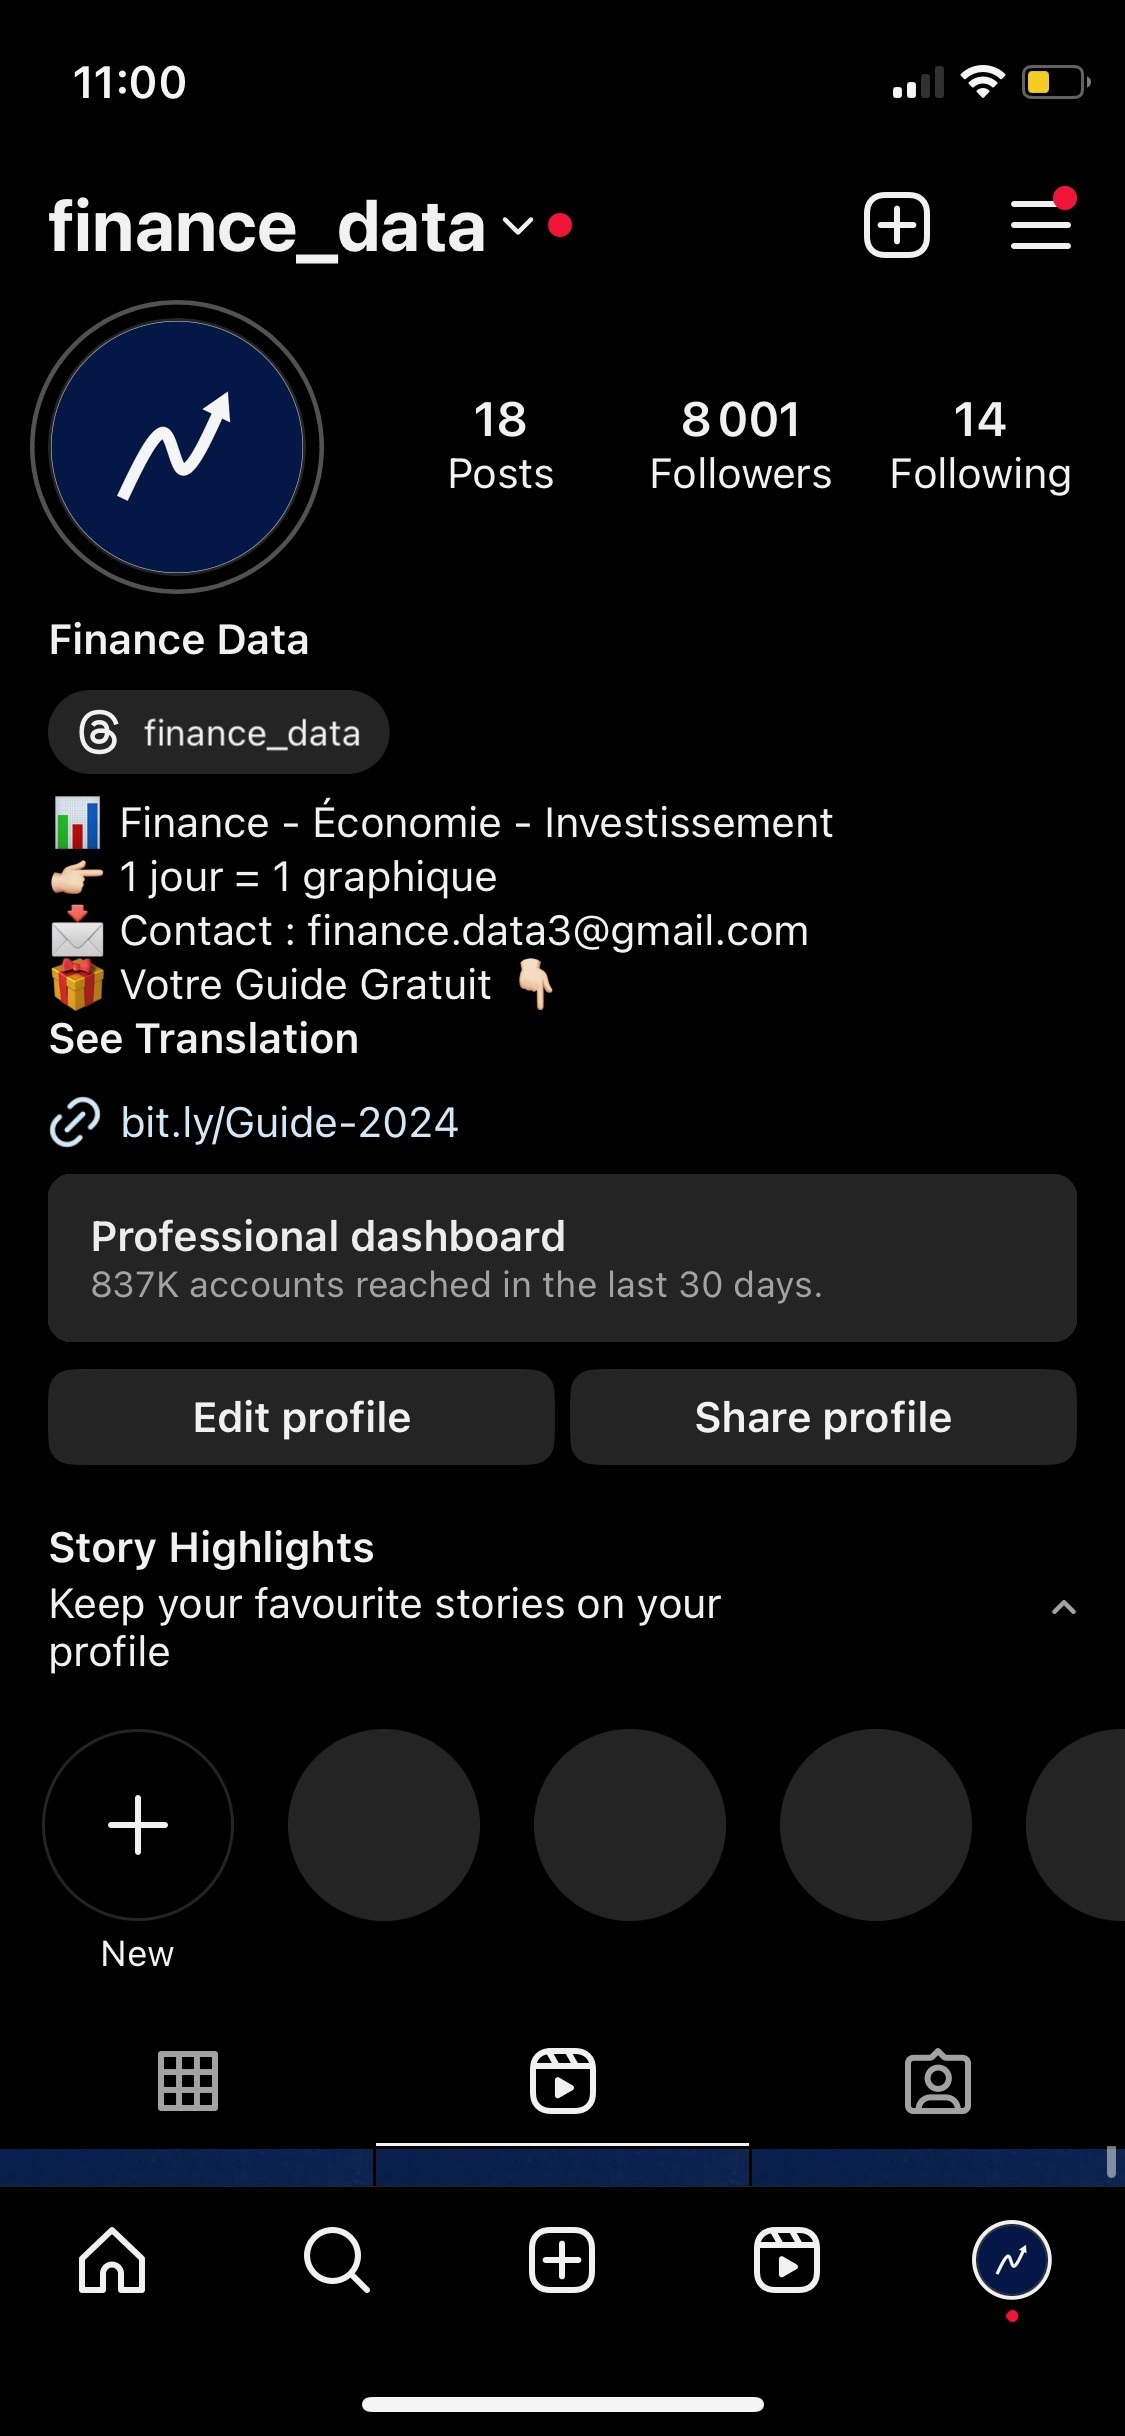 11:00
finance_data
18 8 001 14
Posts Followers Following
Finance Data
finance_data
📊 Finance - Économie - Investissement
👉🏻 1 jour = 1 graphique
📩 Contact : finance.data3@gmail.com
🎁 Votre Guide Gratuit 👇🏻
See Translation
bit.ly/Guide-2024
Professional dashboard
837K accounts reached in the last 30 days.
Edit profile Share profile
Story Highlights
Keep your favourite stories on your
profile
New